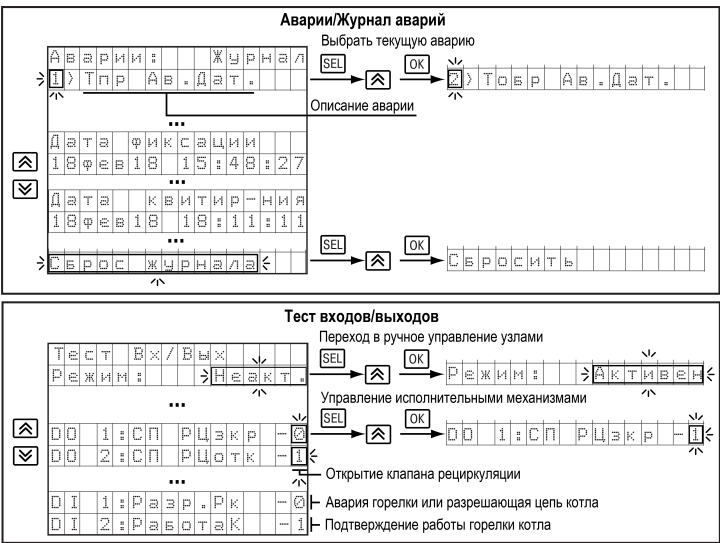 Аварии/Журнал аварий
Выбрать текущую аварию
Аварии: Журнал
SEL OK
1> Тпр Ав.Дат.
2> Тобр Ав.Дат.
Описание аварии
...
Дата фиксации
18фев18 15:48:27
...
Дата квитир-ния
18фев18 18:11:11
...
SEL OK
Сброс журнала
Сбросить
Тест входов/выходов
Переход в ручное управление узлами
Тест Вх/Вых
SEL OK
Режим: Неакт.
Режим: Активен
...
Управление исполнительными механизмами
SEL OK
DO 1:СП РЦзкр -0
DO 1:СП РЦзкр -1
DO 2:СП РЦотк -1
...
Открытие клапана рециркуляции
DI 1:Разр.Рк -0
Авария горелки или разрешающая цепь котла
DI 2:РаботаК -1
Подтверждение работы горелки котла